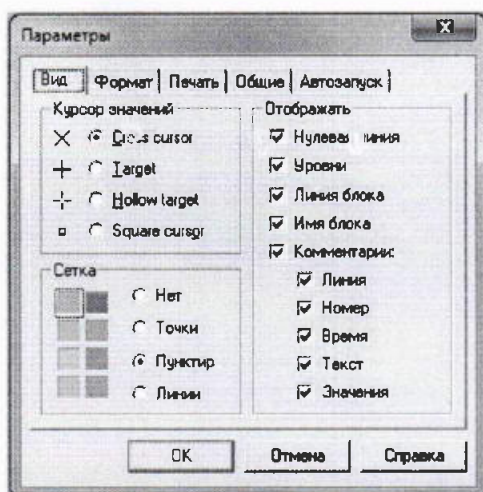 Параметры
Вид Формат Печать Общие Автозапуск
Курсор значений
Cross cursor
Target
Hollow target
Square cursor
Сетка
Нет
Точки
Пунктир
Линии
Отображать
Нулевая линия
Уровни
Линия блока
Имя блока
Комментарии:
Линия
Номер
Время
Текст
Значения
OK Отмена Справка